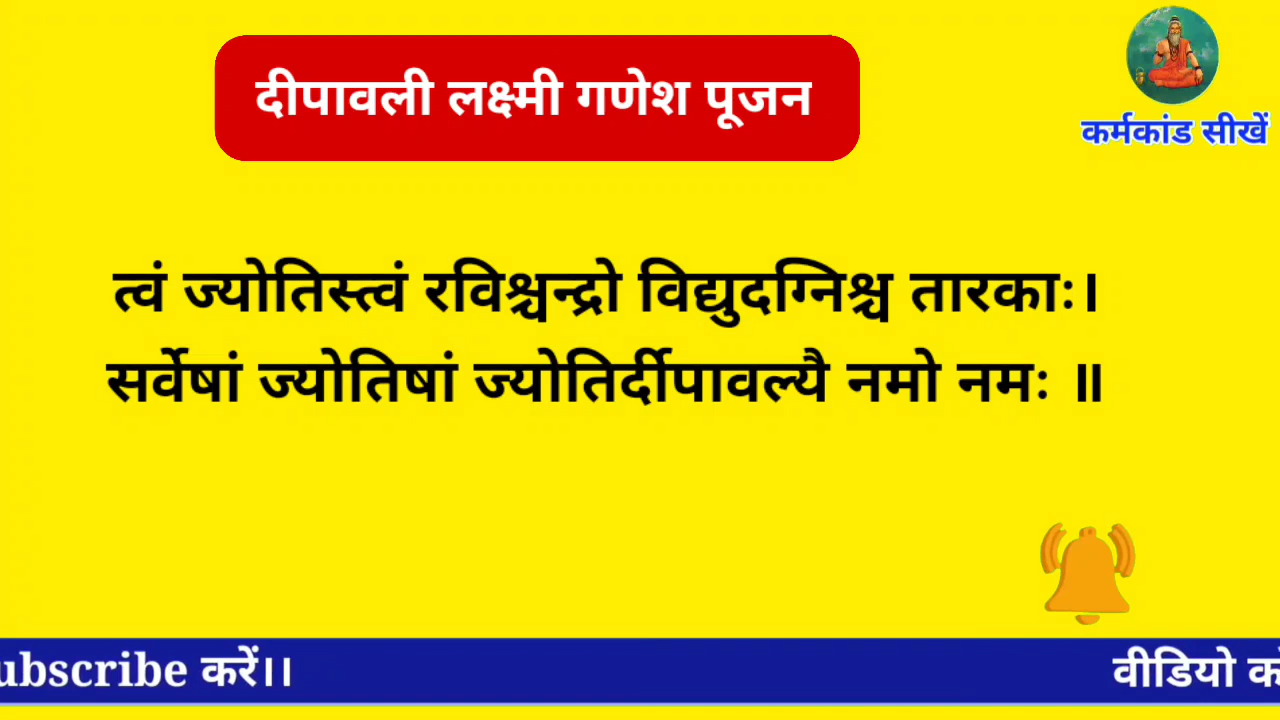 दीपावली लक्ष्मी गणेश पूजन
कर्मकांड सीखें
त्वं ज्योतिस्त्वं रविश्चन्द्रो विद्युदग्निश्च तारकाः।
सर्वेषां ज्योतिषां ज्योतिर्दीपावल्यै नमो नमः ॥
ubscribe करें।। वीडियो